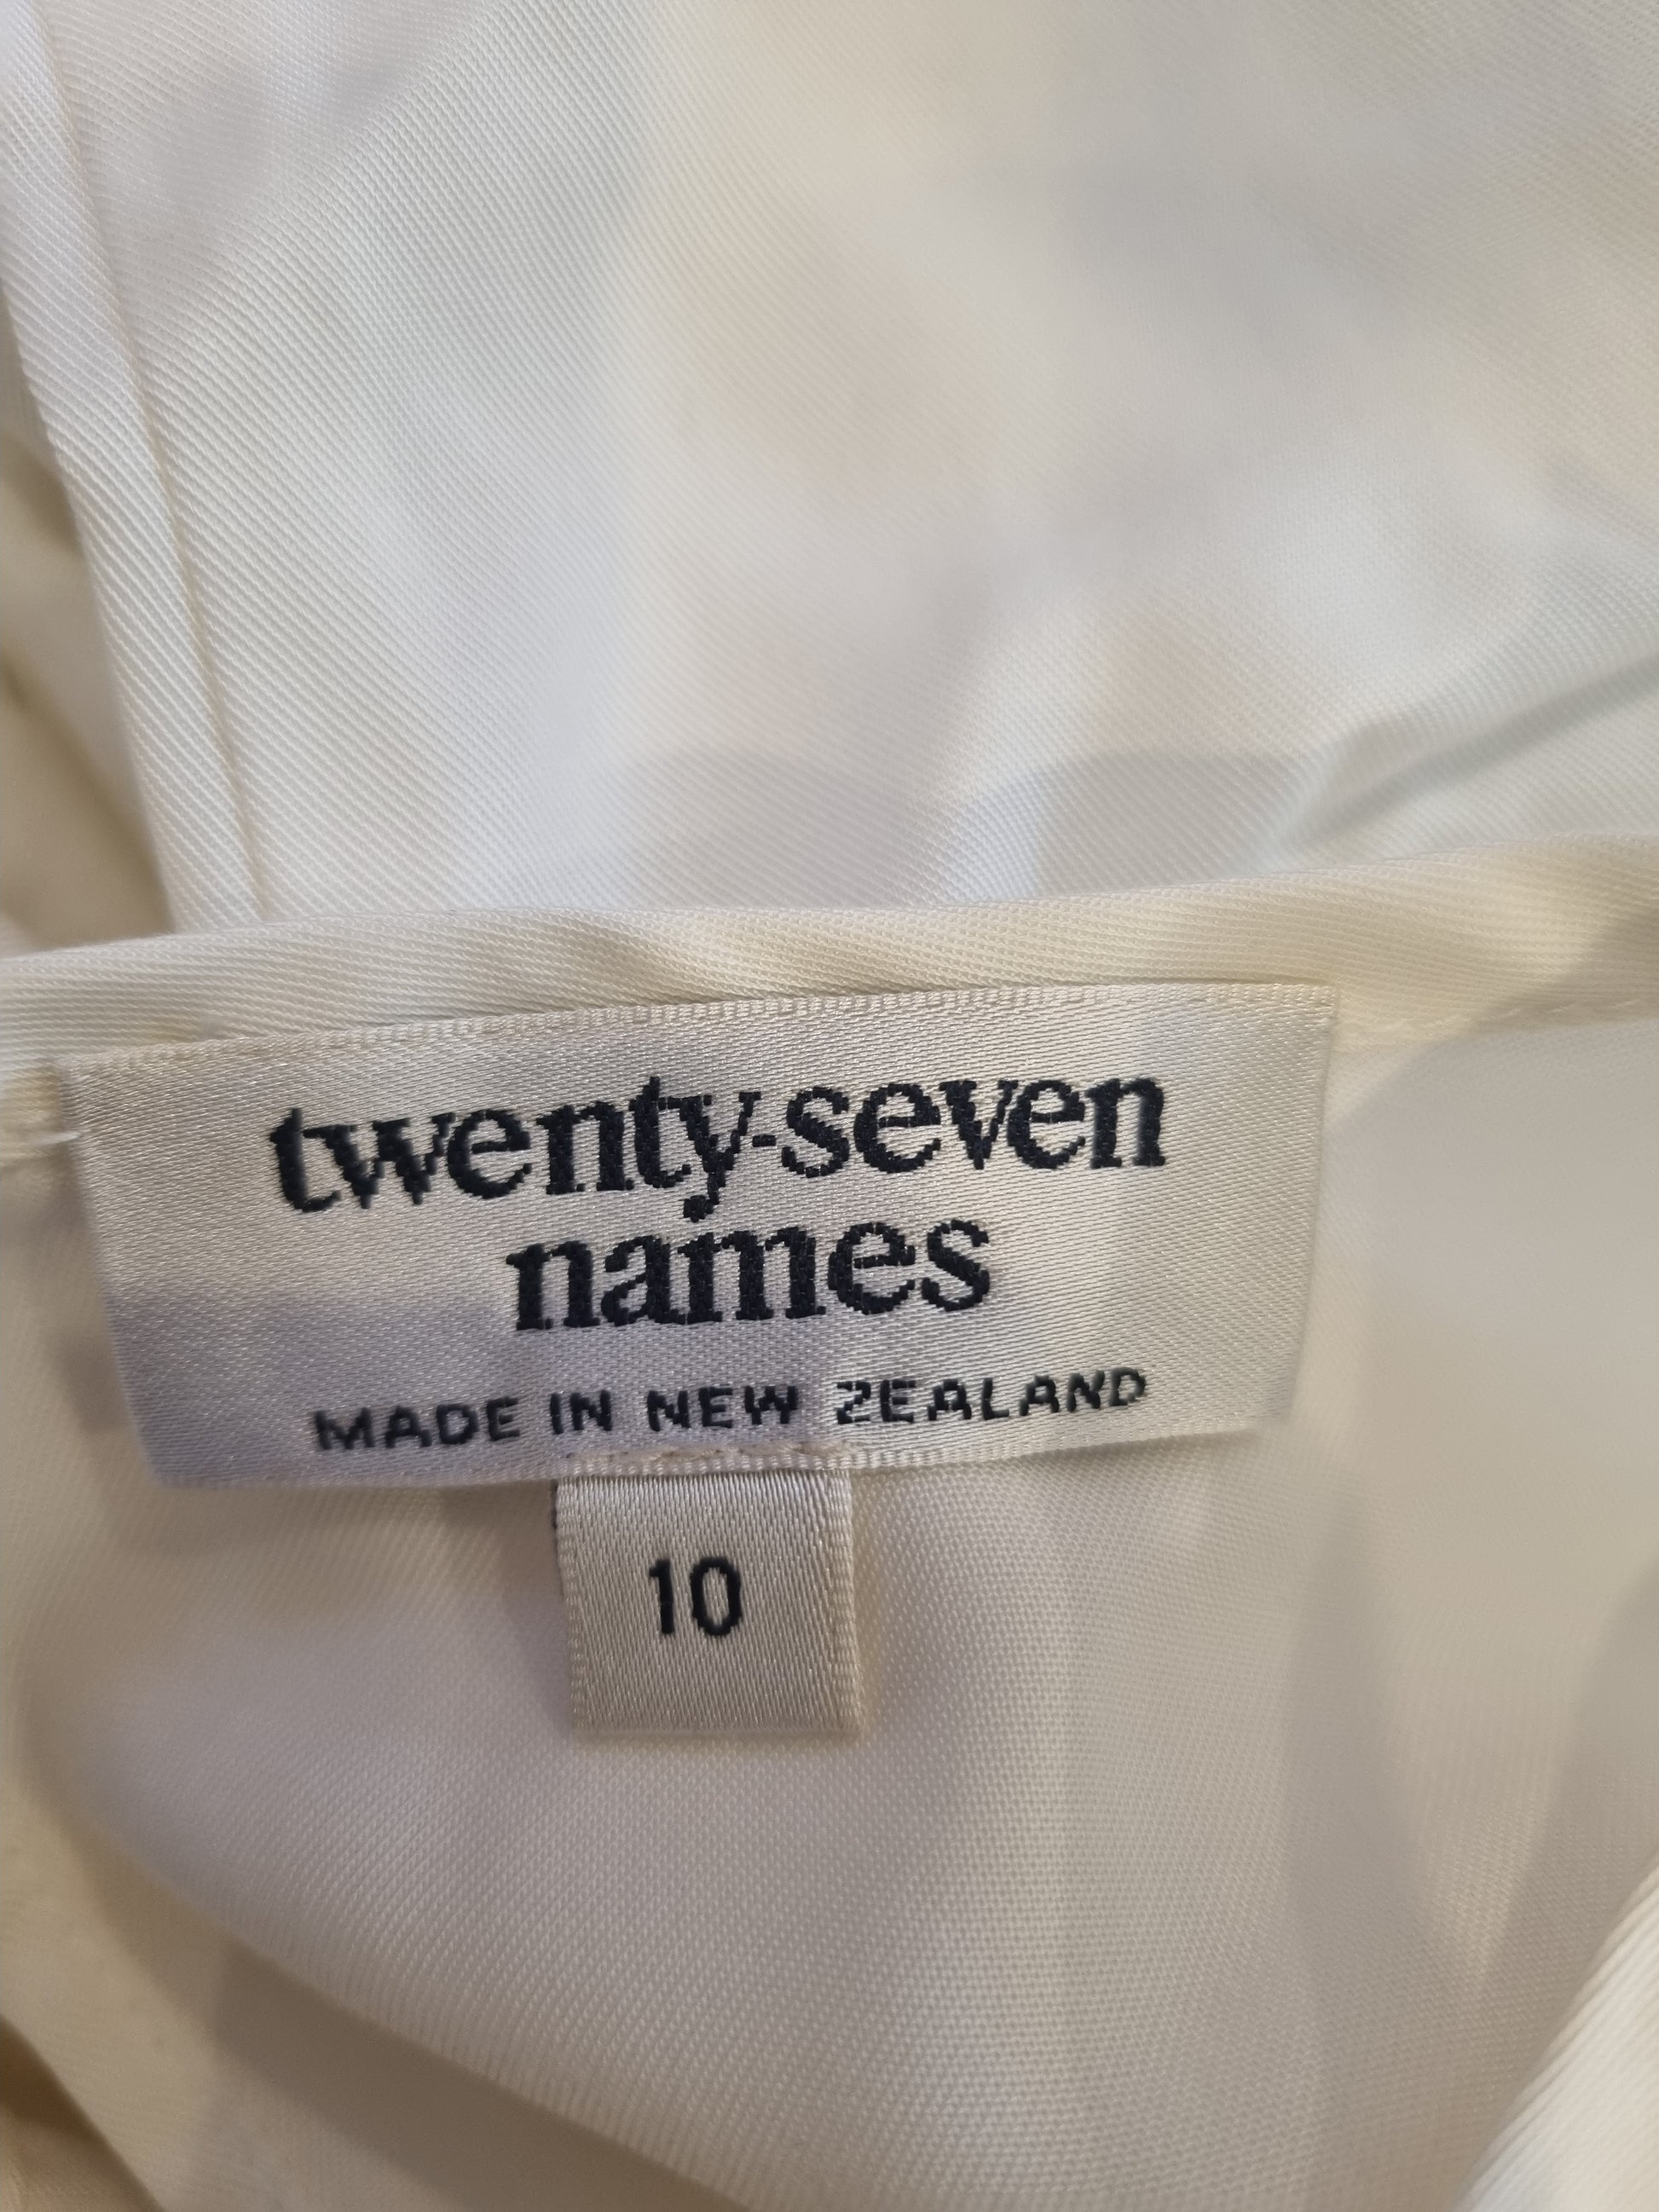 twenty-seven
names
MADE IN NEW ZEALAND
10